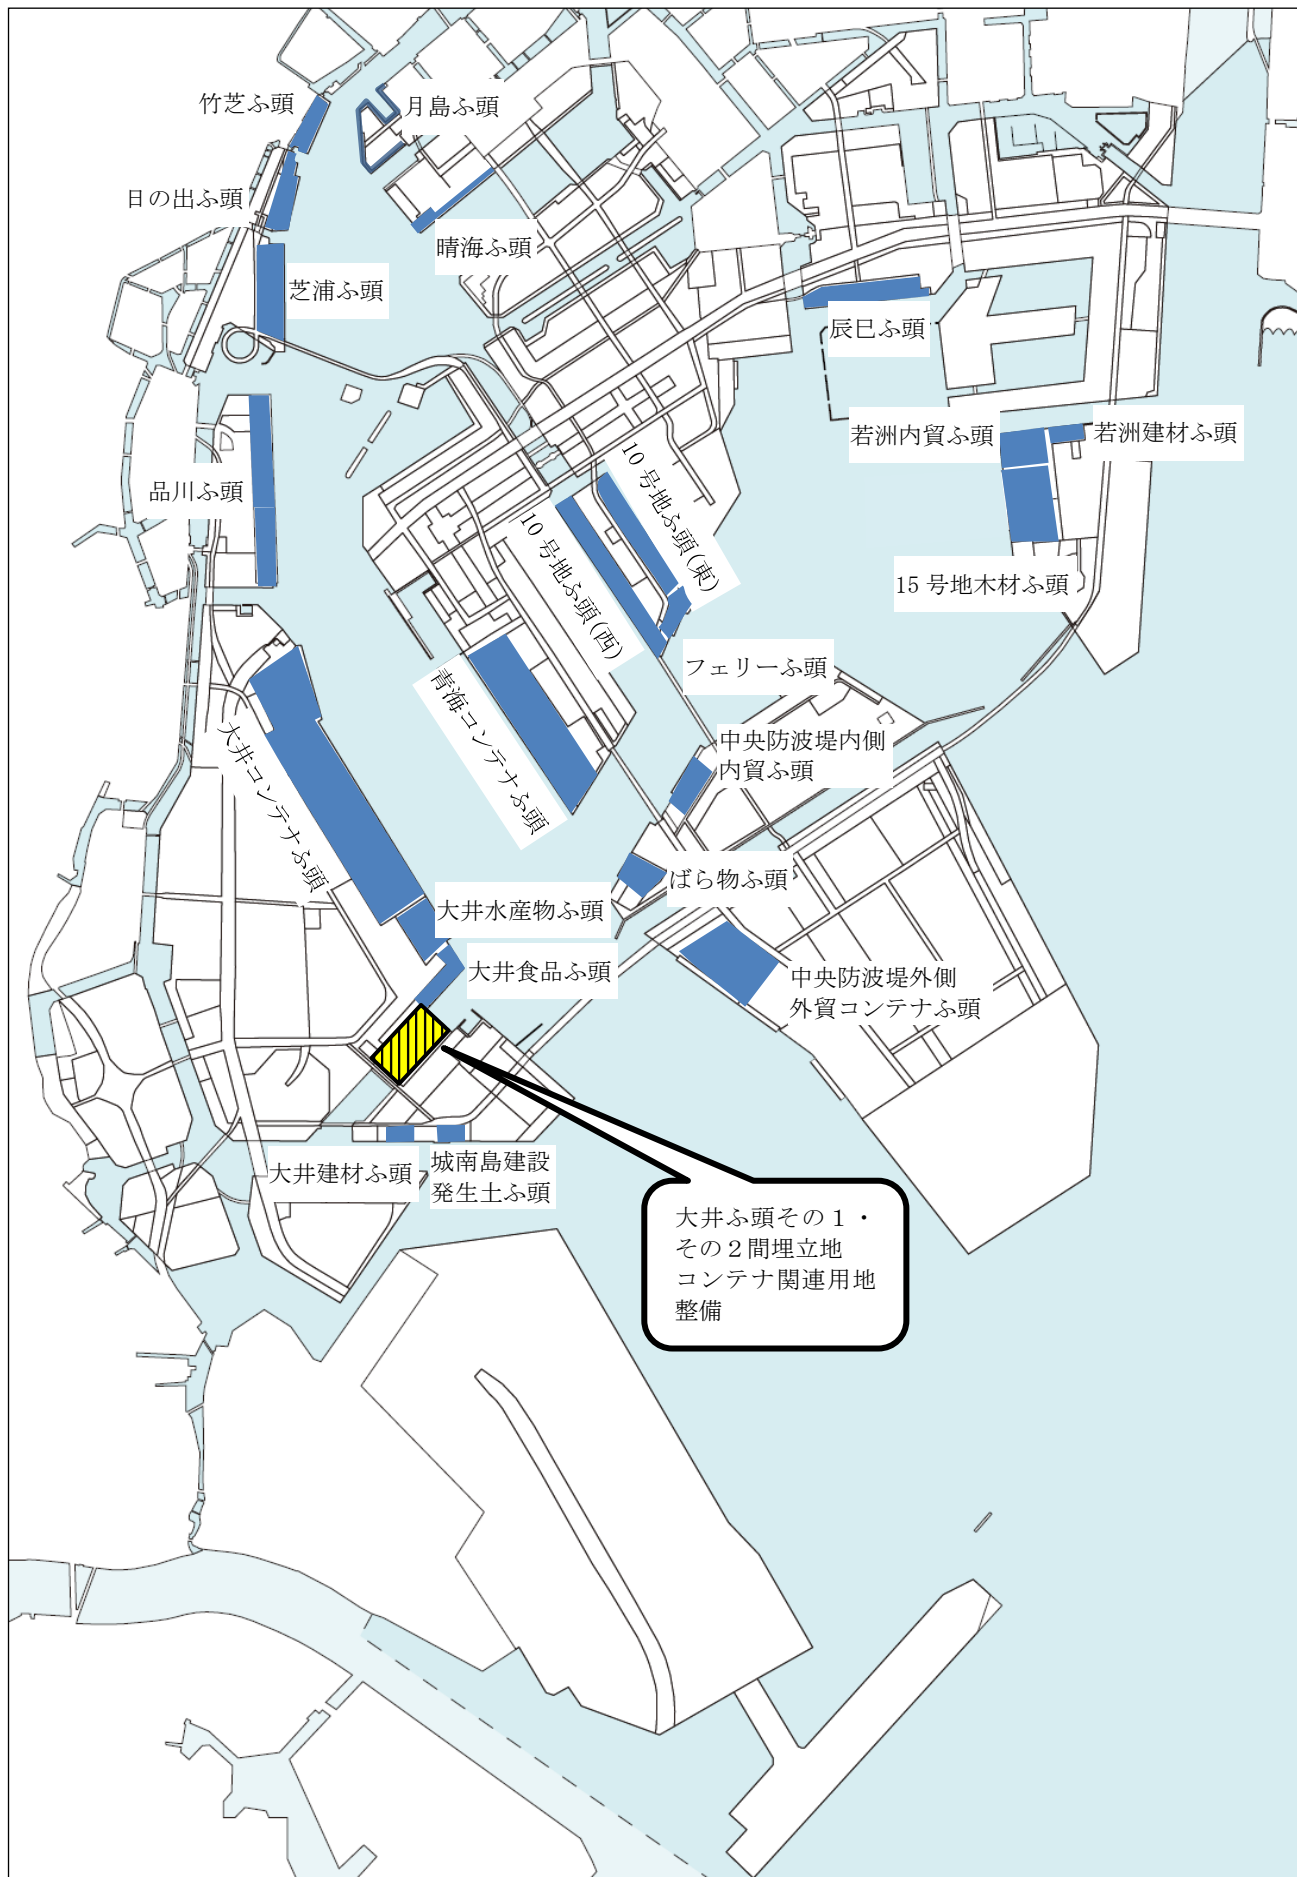 竹芝ふ頭
月島ふ頭
日の出ふ頭
晴海ふ頭
芝浦ふ頭
辰巳ふ頭
若洲内貿ふ頭
若洲建材ふ頭
品川ふ頭
10号地ふ頭(東)
10号地ふ頭(西)
15号地木材ふ頭
フェリーふ頭
青海コンテナふ頭
大井コンテナふ頭
中央防波堤内側
内貿ふ頭
ばら物ふ頭
大井水産物ふ頭
大井食品ふ頭
中央防波堤外側
外貿コンテナふ頭
大井建材ふ頭
城南島建設
発生土ふ頭
大井ふ頭その１・
その２間埋立地
コンテナ関連用地
整備